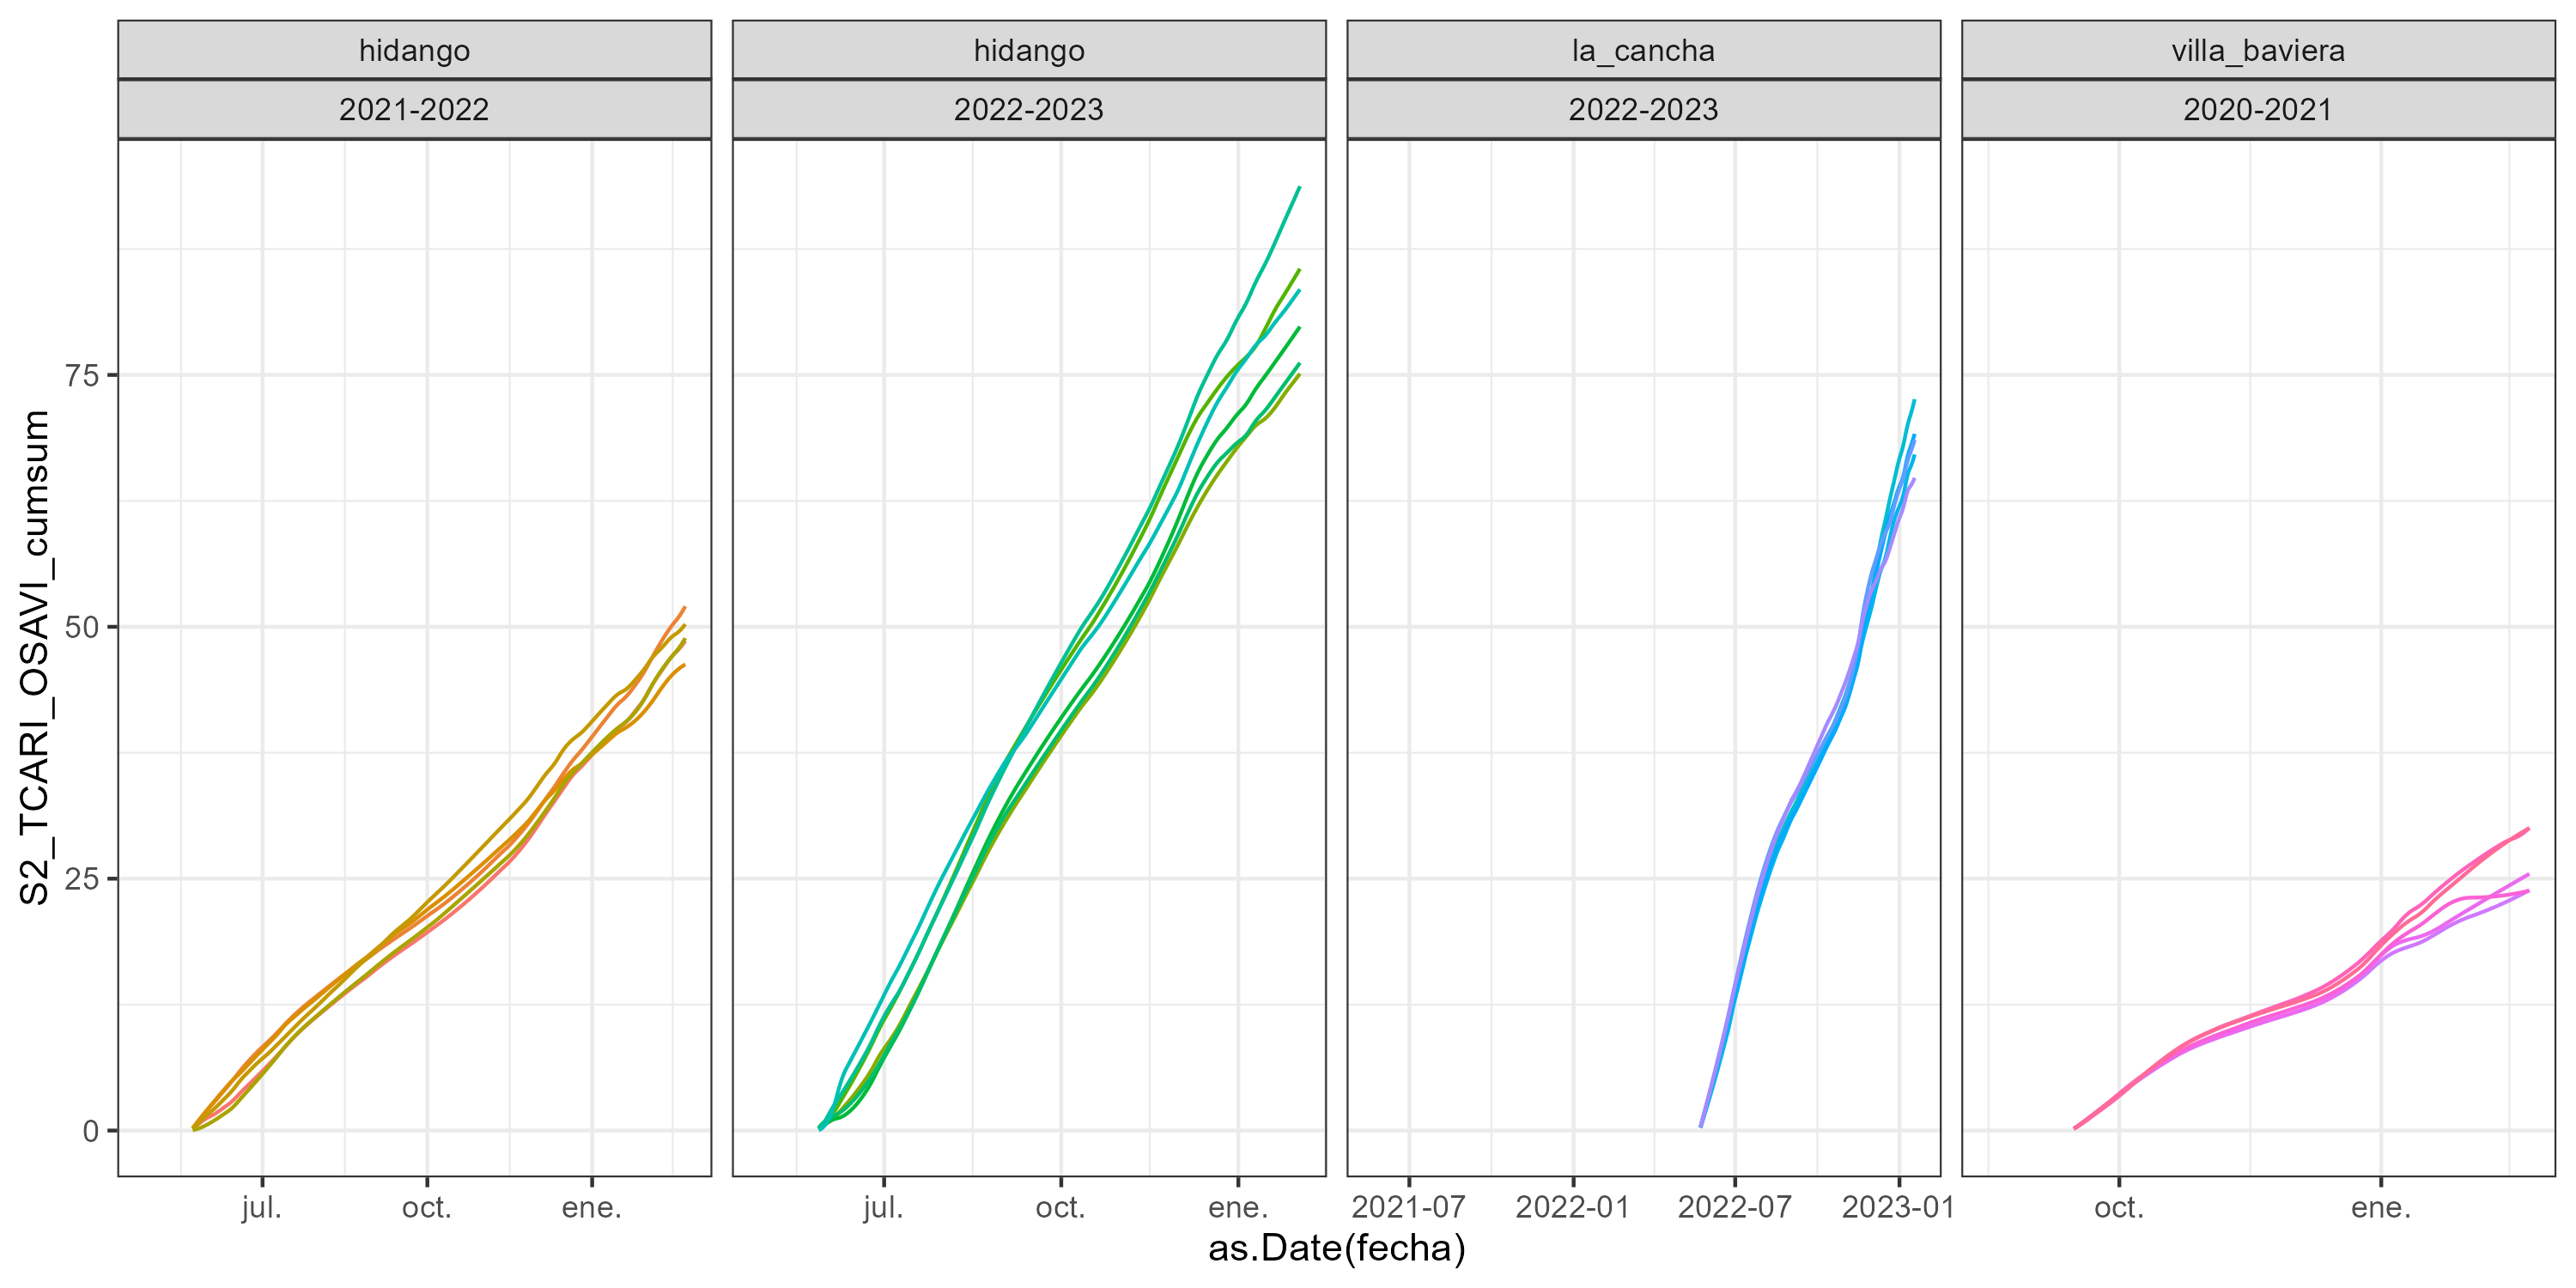 hidango
2021-2022
hidango
2022-2023
la_cancha
2022-2023
villa_baviera
2020-2021
S2_TCARI_OSAVI_cumsum
75
50
25
0
jul.
oct.
ene.
jul.
oct.
ene.
2021-07
2022-01
2022-07
2023-01
oct.
ene.
as.Date(fecha)